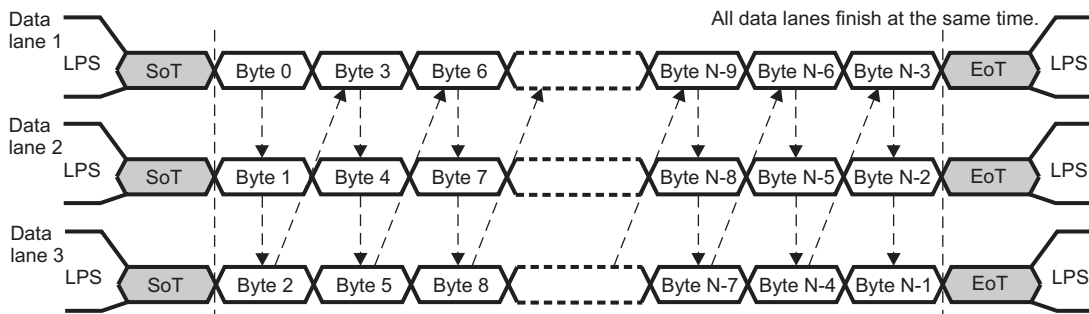 All data lanes finish at the same time.
Data
lane 1
LPS
SoT
Byte 0
Byte 3
Byte 6
Byte N-9
Byte N-6
Byte N-3
EoT
LPS
Data
lane 2
LPS
SoT
Byte 1
Byte 4
Byte 7
Byte N-8
Byte N-5
Byte N-2
EoT
LPS
Data
lane 3
LPS
SoT
Byte 2
Byte 5
Byte 8
Byte N-7
Byte N-4
Byte N-1
EoT
LPS